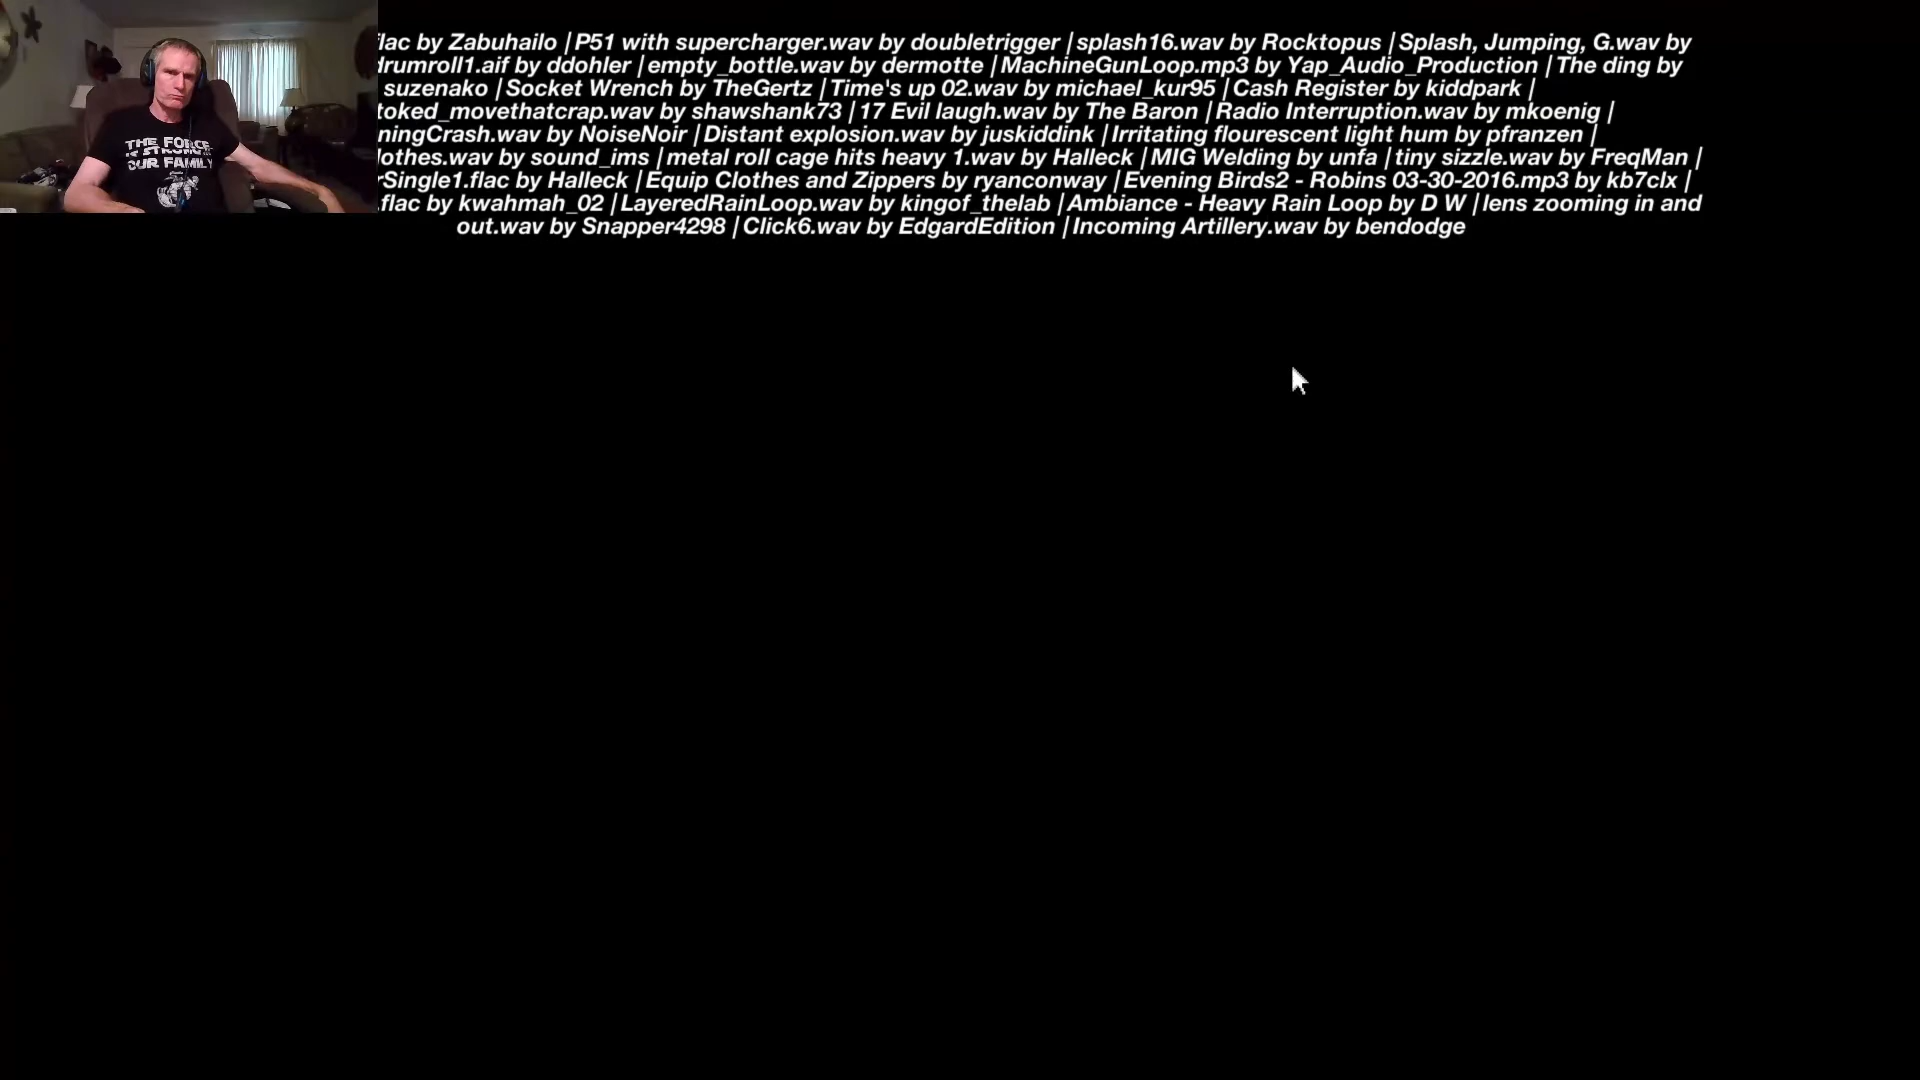 THE FORCE
IS STRONG IN
OUR FAMILY
flac by Zabuhailo | P51 with supercharger.wav by doubletrigger | splash16.wav by Rocktopus | Splash, Jumping, G.wav by
drumroll1.aif by ddohler | empty_bottle.wav by dermotte | MachineGunLoop.mp3 by Yap_Audio_Production | The ding by
suzenako | Socket Wrench by TheGertz | Time's up 02.wav by michael_kur95 | Cash Register by kiddpark |
toked_movethatcrap.wav by shawshank73 | 17 Evil laugh.wav by The Baron | Radio Interruption.wav by mkoenig |
ningCrash.wav by NoiseNoir | Distant explosion.wav by juskiddink | Irritating flourescent light hum by pfranzen |
lothes.wav by sound_ims | metal roll cage hits heavy 1.wav by Halleck | MIG Welding by unfa | tiny sizzle.wav by FreqMan |
rSingle1.flac by Halleck | Equip Clothes and Zippers by ryanconway | Evening Birds2 - Robins 03-30-2016.mp3 by kb7clx |
.flac by kwahmah_02 | LayeredRainLoop.wav by kingof_thelab | Ambiance - Heavy Rain Loop by D W | lens zooming in and
out.wav by Snapper4298 | Click6.wav by EdgardEdition | Incoming Artillery.wav by bendodge